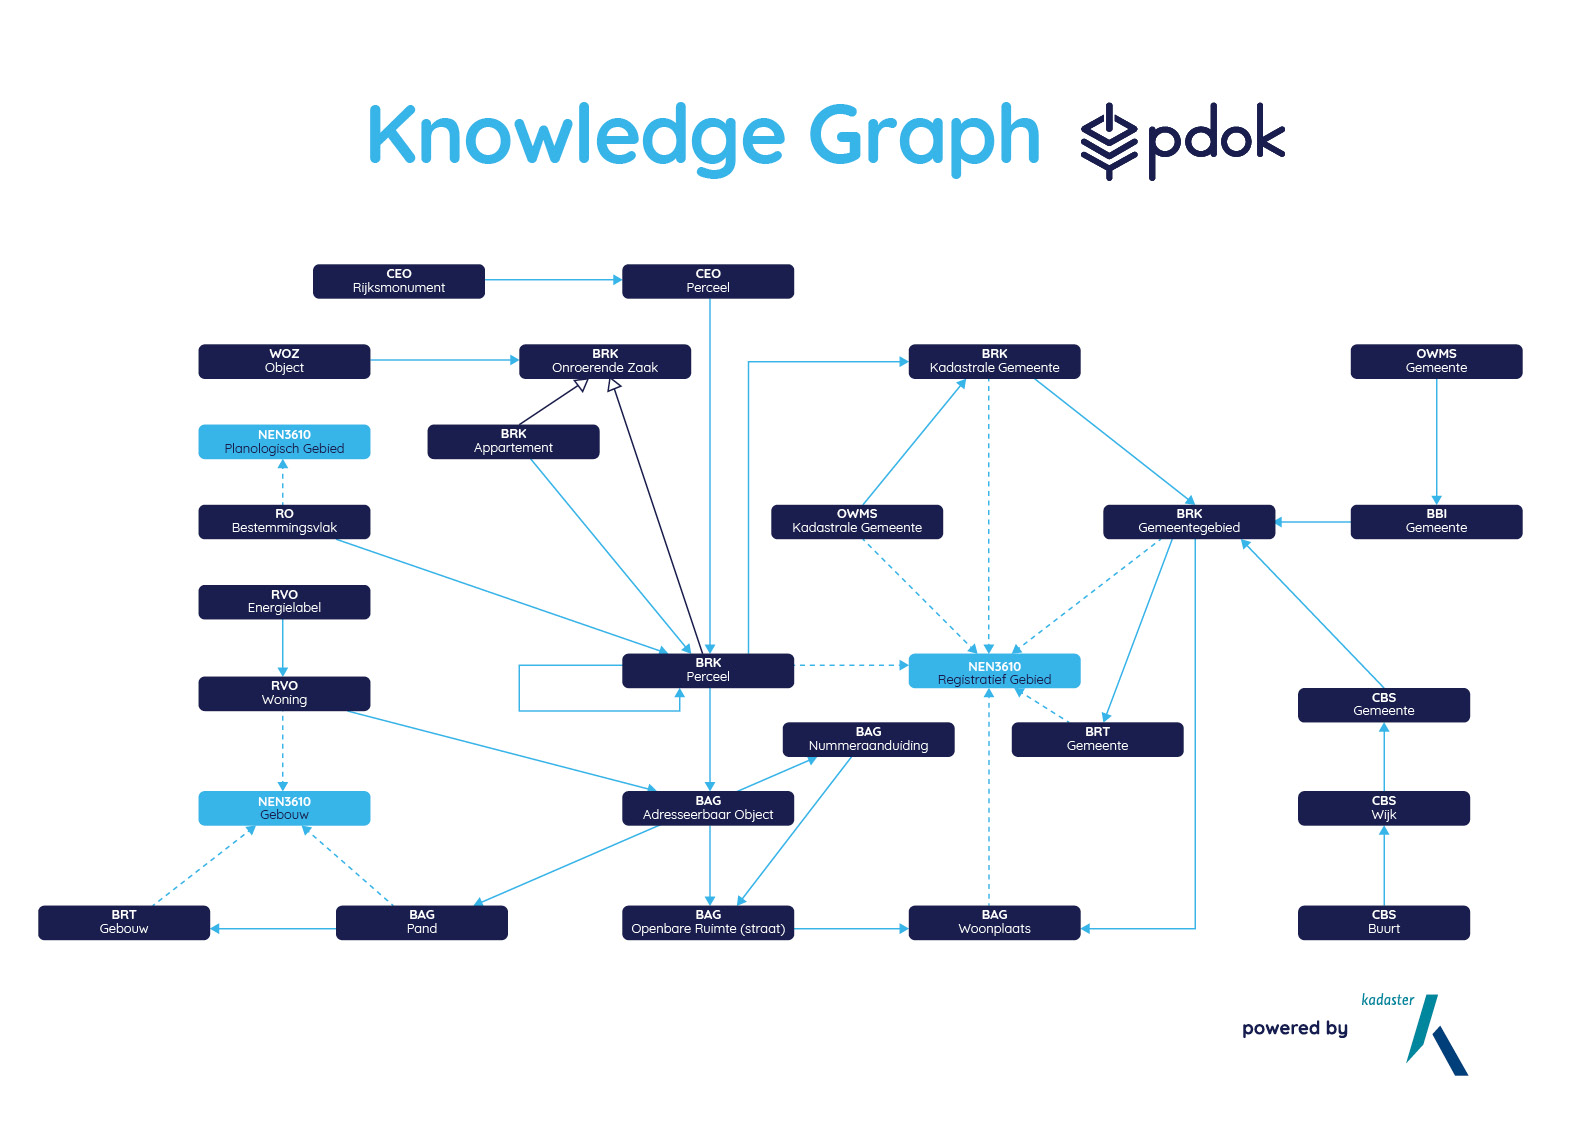 Knowledge Graph pdok
CEO
Rijksmonument
CEO
Perceel
WOZ
Object
BRK
Onroerende Zaak
BRK
Kadastrale Gemeente
OWMS
Gemeente
NEN3610
Planologisch Gebied
BRK
Appartement
RO
Bestemmingsvlak
OWMS
Kadastrale Gemeente
BRK
Gemeentegebied
BBI
Gemeente
RVO
Energielabel
RVO
Woning
BRK
Perceel
NEN3610
Registratief Gebied
CBS
Gemeente
BAG
Nummeraanduiding
BRT
Gemeente
NEN3610
Gebouw
BAG
Adresseerbaar Object
CBS
Wijk
BRT
Gebouw
BAG
Pand
BAG
Openbare Ruimte (straat)
BAG
Woonplaats
CBS
Buurt
kadaster
powered by